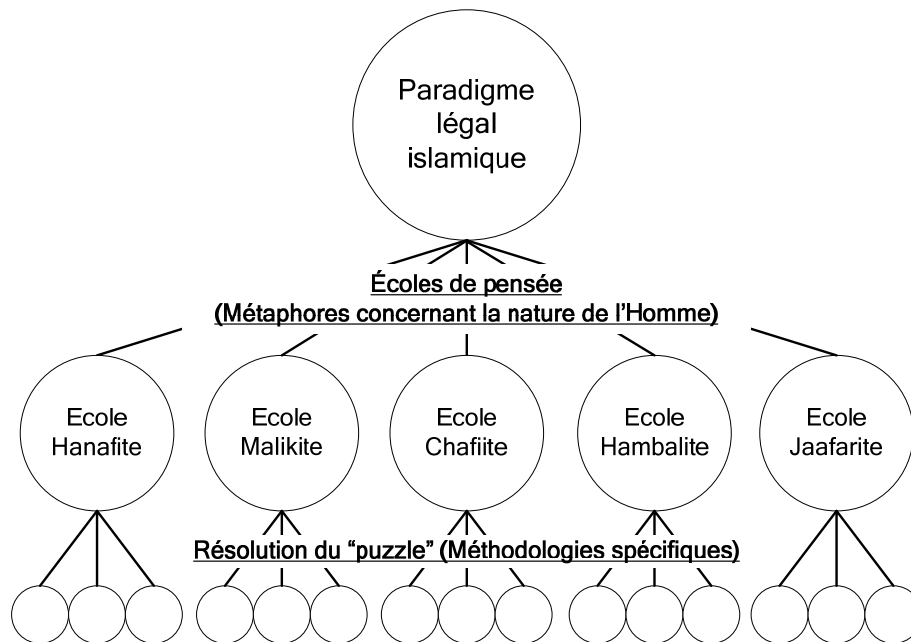 Paradigme
légal
islamique
Écoles de pensée
(Métaphores concernant la nature de l'Homme)
Ecole
Hanafite
Ecole
Malikite
Ecole
Chafiite
Ecole
Hambalite
Ecole
Jaafarite
Résolution du “puzzle” (Méthodologies spécifiques)